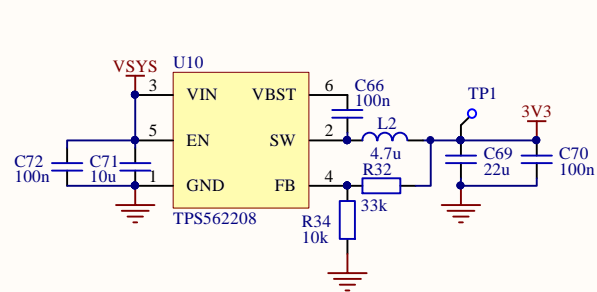 U10
VSYS
3 VIN VBST 6
C66
100n
TP1
3V3
5 EN SW 2
L2
4.7u
C72
100n
C71
10u
C69
22u
C70
100n
1 GND FB 4
R32
33k
TPS562208
R34
10k